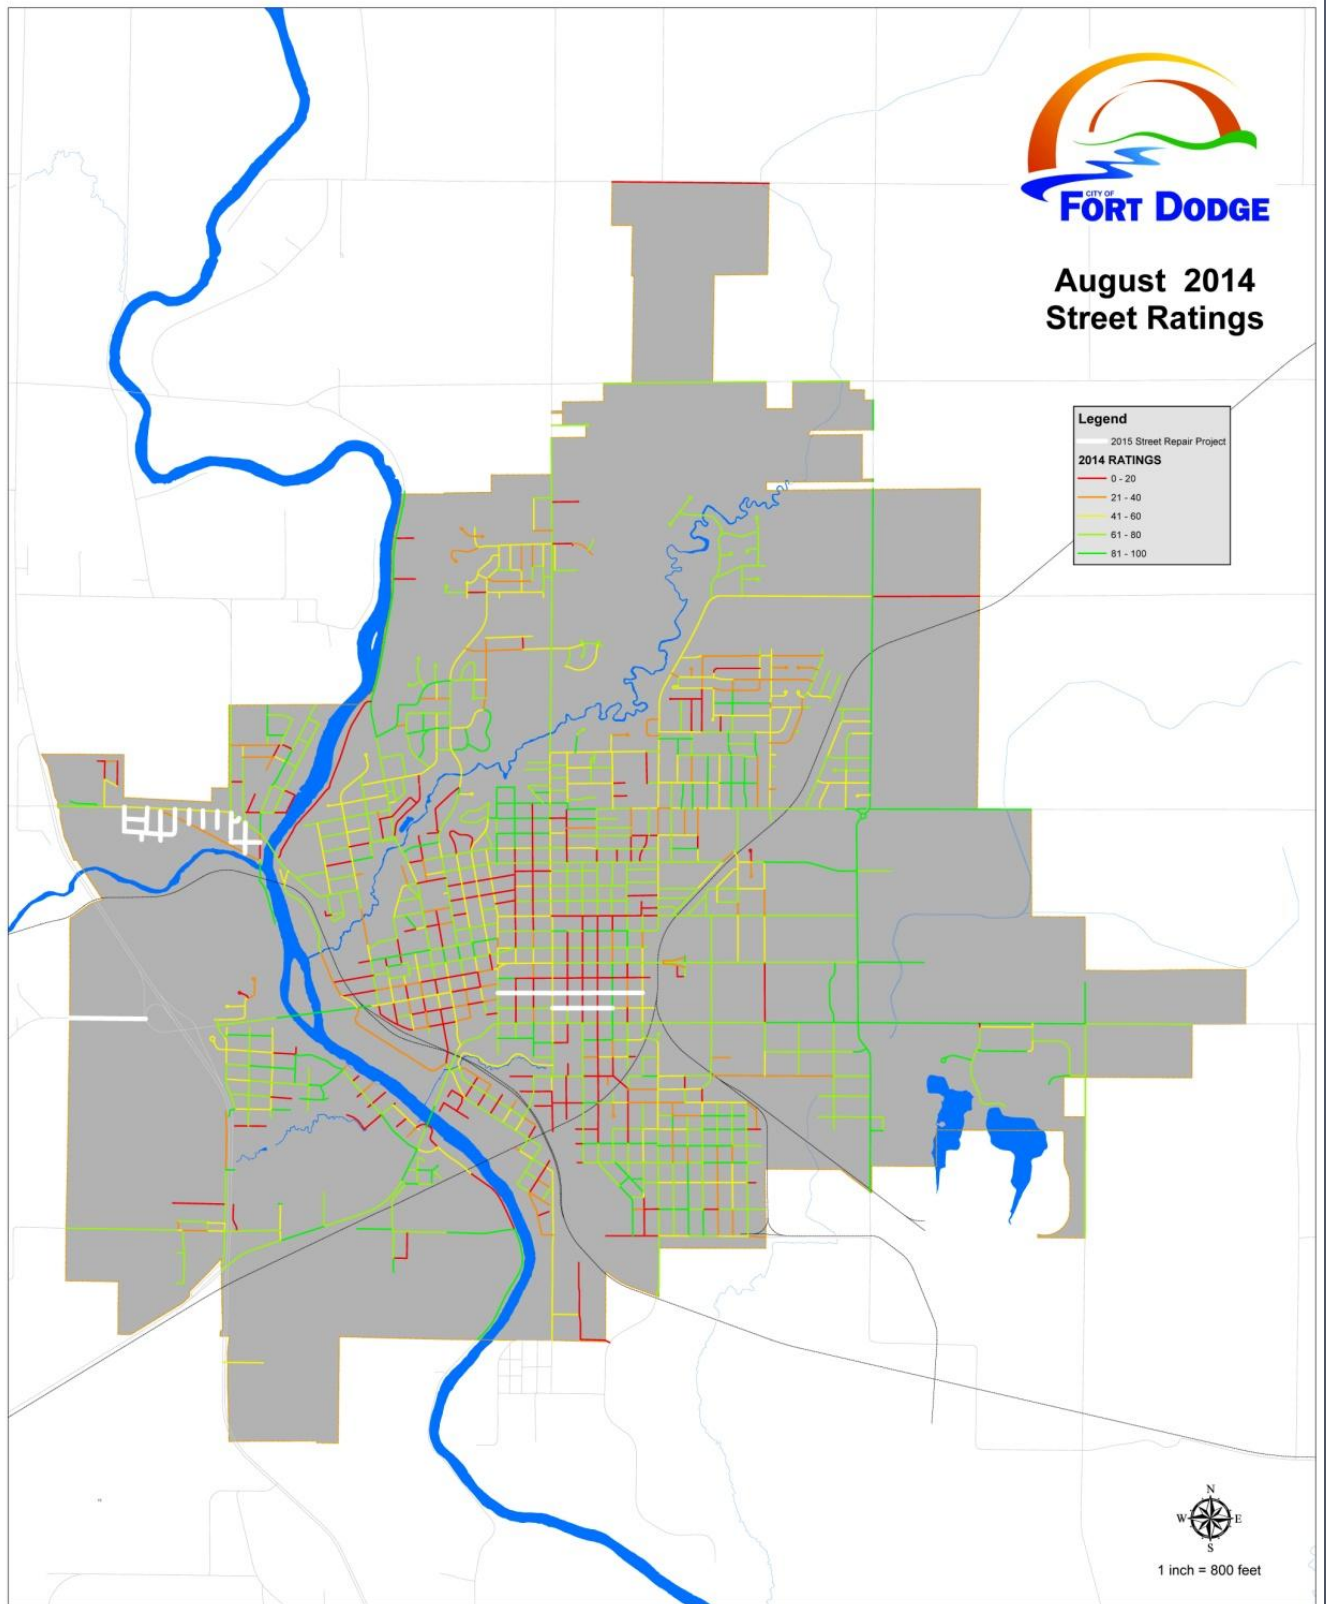 CITY OF
FORT DODGE
August 2014
Street Ratings
Legend
2015 Street Repair Project
2014 RATINGS
0 - 20
21 - 40
41 - 60
61 - 80
81 - 100
N
W E
S
1 inch = 800 feet